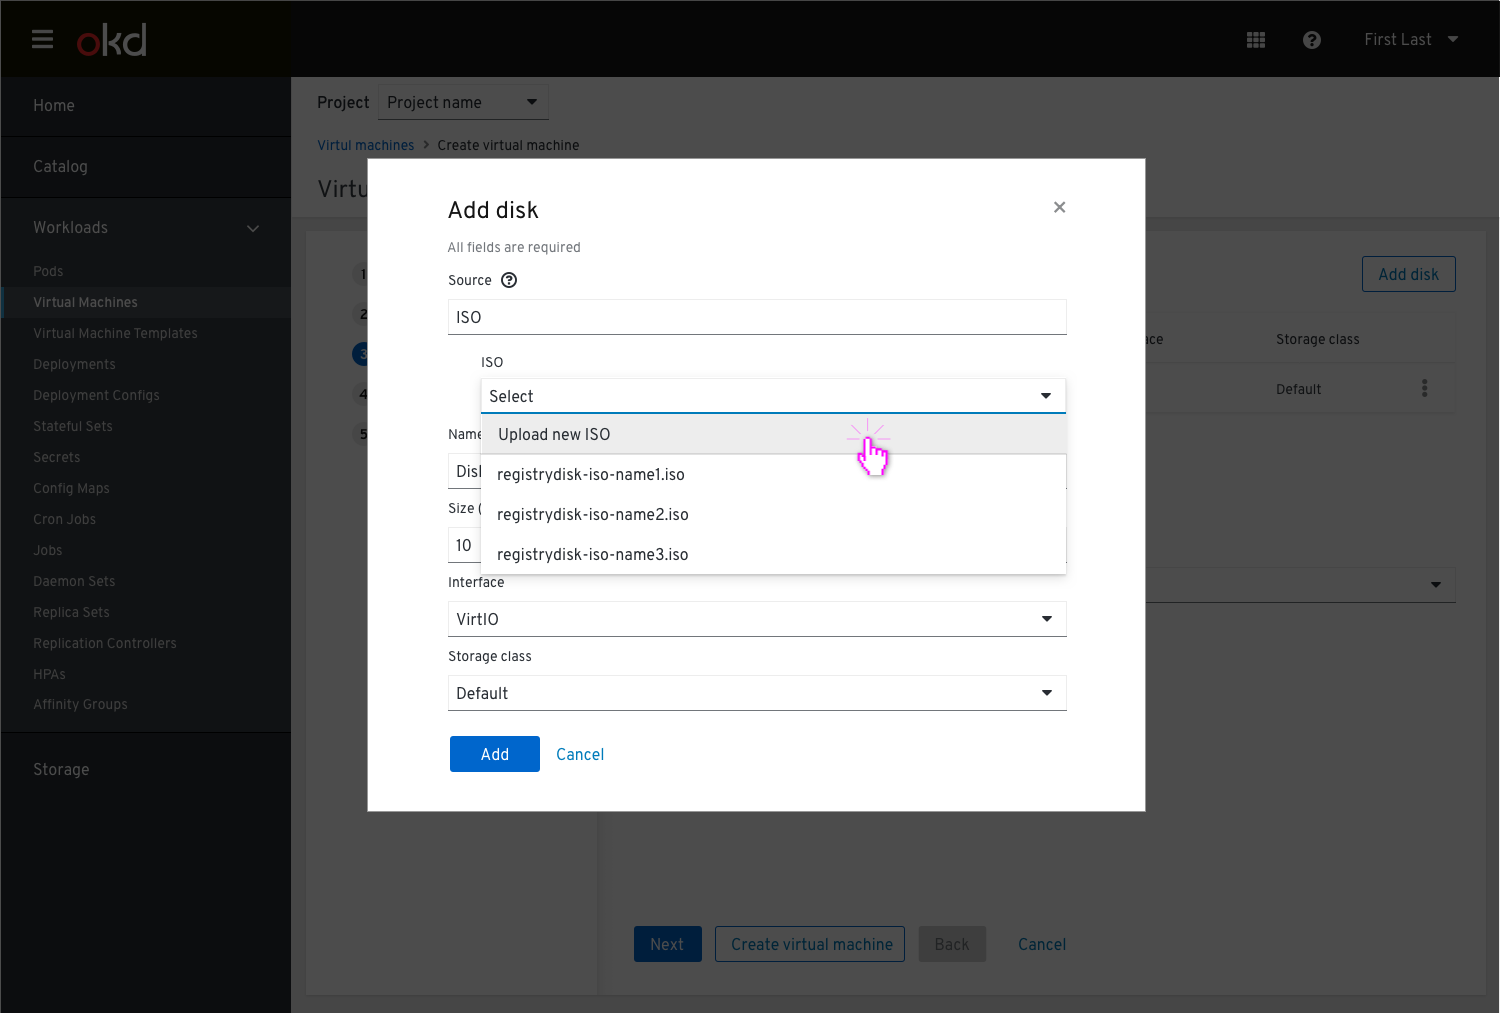 okd
First Last
Home
Catalog
Workloads
Pods
Virtual Machines
Virtual Machine Templates
Deployments
Deployment Configs
Stateful Sets
Secrets
Config Maps
Cron Jobs
Jobs
Daemon Sets
Replica Sets
Replication Controllers
HPAs
Affinity Groups
Storage
Project Project name
Virtul machines > Create virtual machine
Virtu
1
2
3
4
5
Add disk
ce Storage class
Default
Add disk
All fields are required
Source
ISO
ISO
Select
Upload new ISO
registrydisk-iso-name1.iso
registrydisk-iso-name2.iso
registrydisk-iso-name3.iso
Name
Disk
Size (
10
Interface
VirtIO
Storage class
Default
Add Cancel
Next Create virtual machine Back Cancel